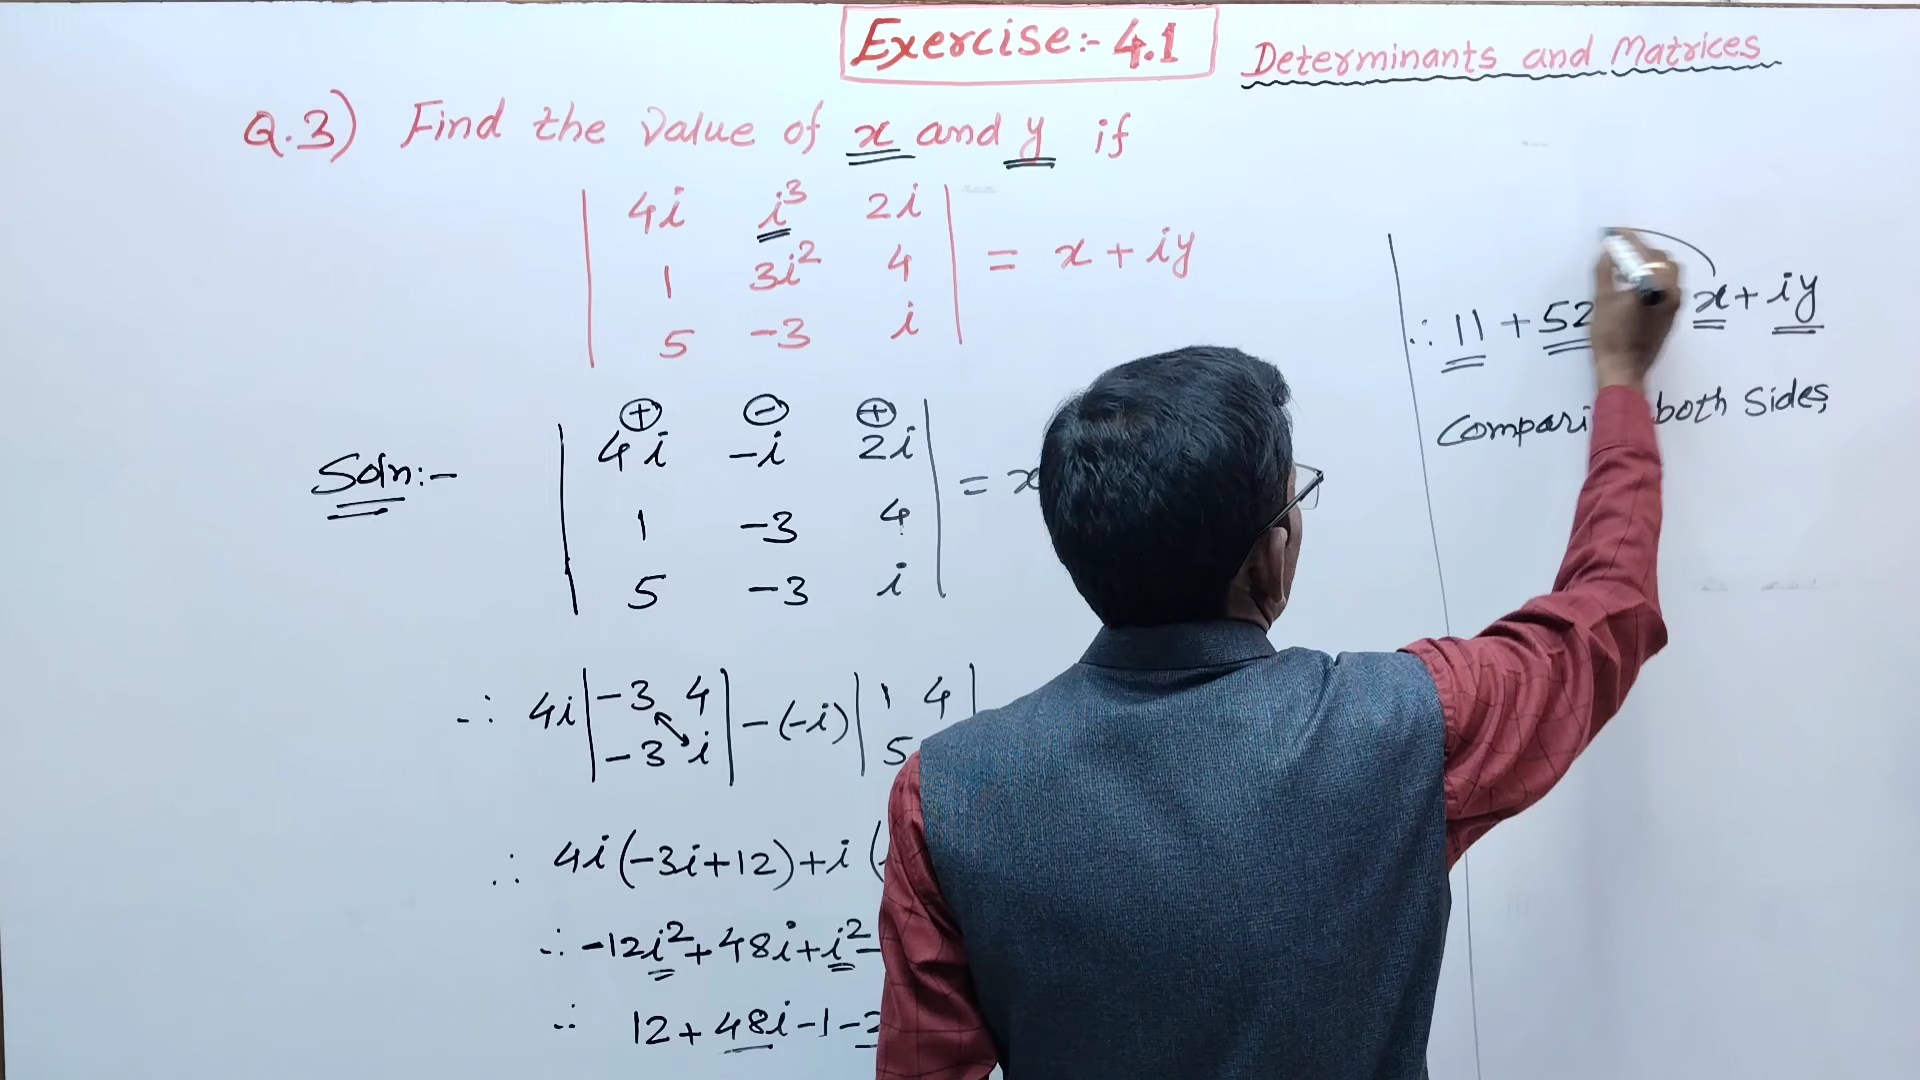 Exercise:- 4.1
Determinants and Matrices
Q.3) Find the value of x and y if
| 4i i³ 2i |
| 1 3i² 4 | = x + iy
| 5 -3 i |
Soln:-
⊕ ⊖ ⊕
| 4i -i 2i |
| 1 -3 4 | = x
| 5 -3 i |
∴ 4i | -3 4 | - (-i) | 1 4 |
| -3 i | | 5
∴ 4i(-3i+12)+i(
∴ -12i²+48i+i²-
∴ 12+48i-1-2
∴ 11 + 52 x + iy
Compari both sides,